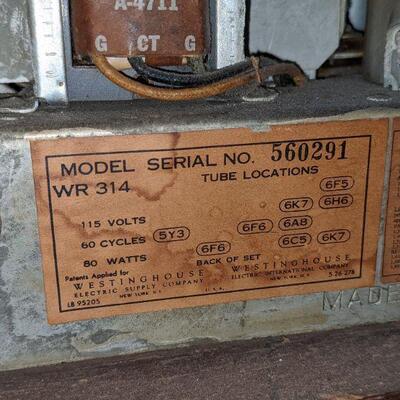 A-4711
G CT G
MODEL SERIAL NO. 560291
WR 314 TUBE LOCATIONS
6F5
6K7 6H6
115 VOLTS
60 CYCLES 5Y3 6F6 6A8
6F6 6C5 6K7
80 WATTS BACK OF SET
Patents Applied for
WESTINGHOUSE WESTINGHOUSE
ELECTRIC SUPPLY COMPANY ELECTRIC INTERNATIONAL COMPANY
NEW YORK N.Y. U.S.A. NEW YORK N.Y.
LB 95205 S 26 278
MADE